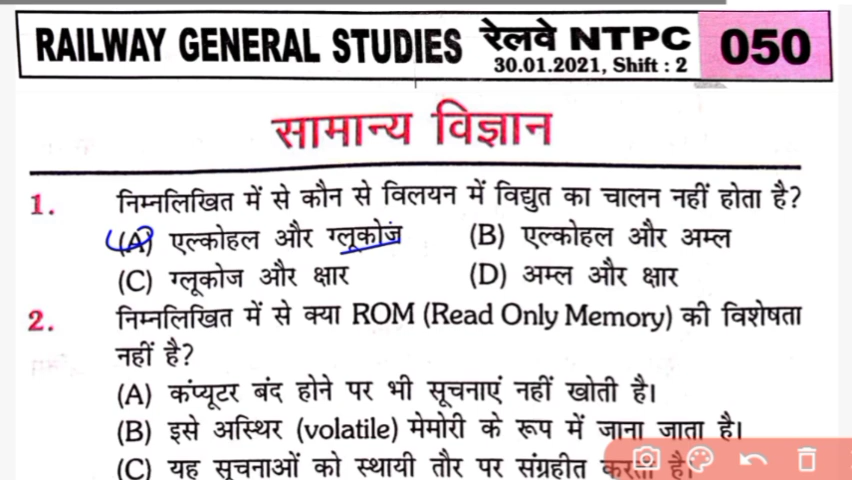 RAILWAY GENERAL STUDIES रेलवे NTPC 050
30.01.2021, Shift : 2
सामान्य विज्ञान
1. निम्नलिखित में से कौन से विलयन में विद्युत का चालन नहीं होता है?
(A) एल्कोहल और ग्लूकोज (B) एल्कोहल और अम्ल
(C) ग्लूकोज और क्षार (D) अम्ल और क्षार
2. निम्नलिखित में से क्या ROM (Read Only Memory) की विशेषता
नहीं है?
(A) कंप्यूटर बंद होने पर भी सूचनाएं नहीं खोती है।
(B) इसे अस्थिर (volatile) मेमोरी के रूप में जाना जाता है।
(C) यह सूचनाओं को स्थायी तौर पर संग्रहीत करता है।